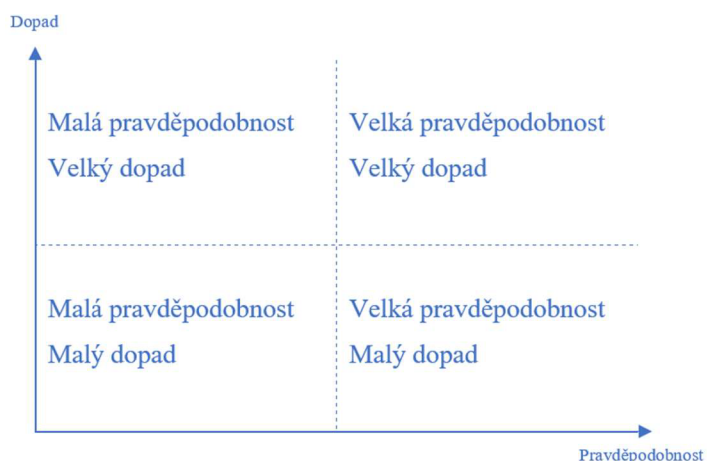 Dopad
Malá pravděpodobnost
Velký dopad
Velká pravděpodobnost
Velký dopad
Malá pravděpodobnost
Malý dopad
Velká pravděpodobnost
Malý dopad
Pravděpodobnost